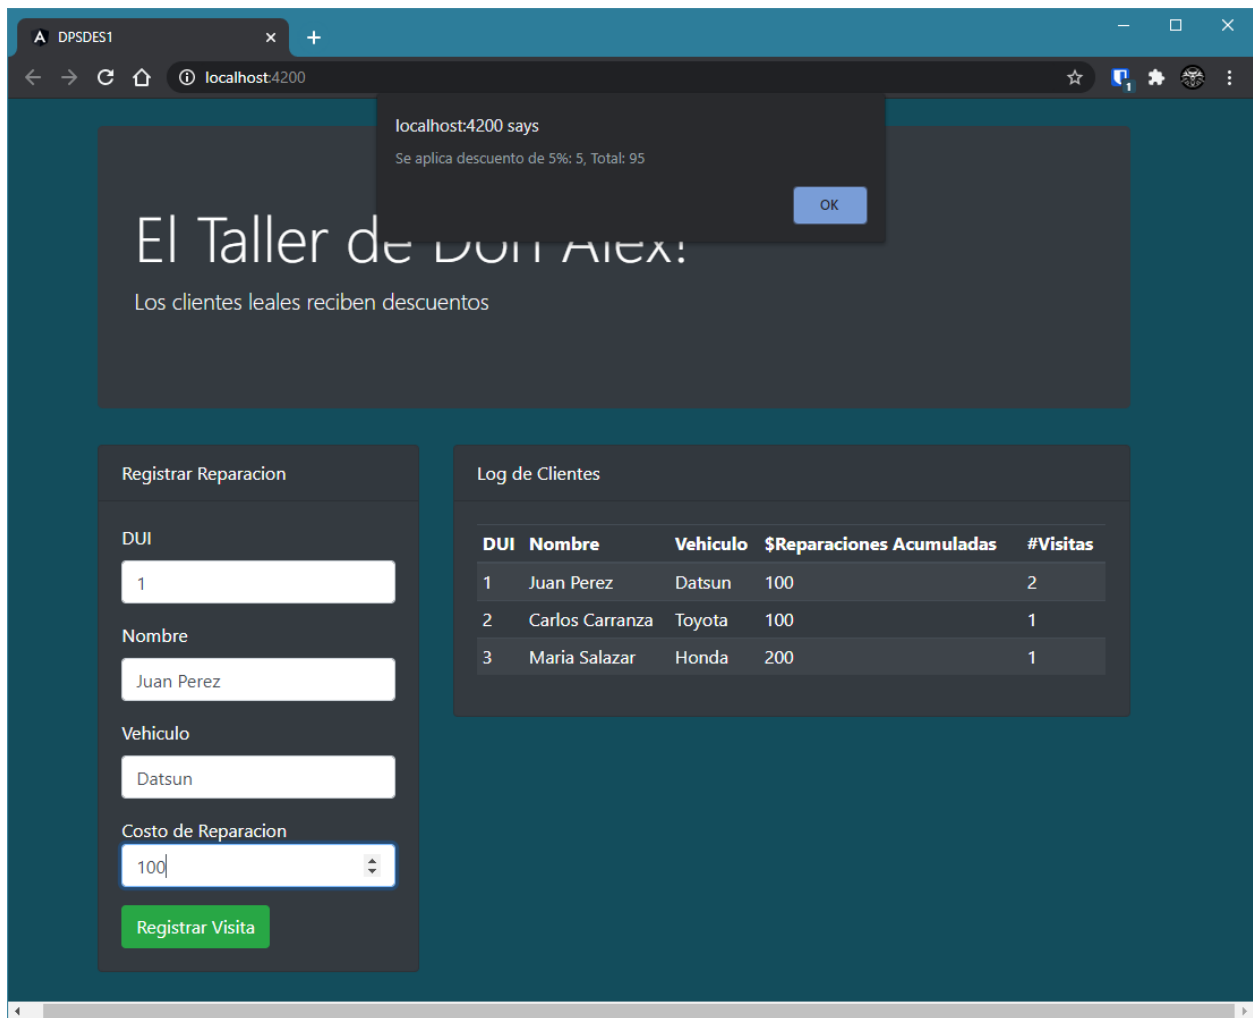 DPSDES1
localhost:4200
1
localhost:4200 says
Se aplica descuento de 5%: 5, Total: 95
OK
El Taller de Don Alex!
Los clientes leales reciben descuentos
Registrar Reparacion
DUI
1
Nombre
Juan Perez
Vehiculo
Datsun
Costo de Reparacion
100
Registrar Visita
Log de Clientes
DUI Nombre Vehiculo $Reparaciones Acumuladas #Visitas
1 Juan Perez Datsun 100 2
2 Carlos Carranza Toyota 100 1
3 Maria Salazar Honda 200 1